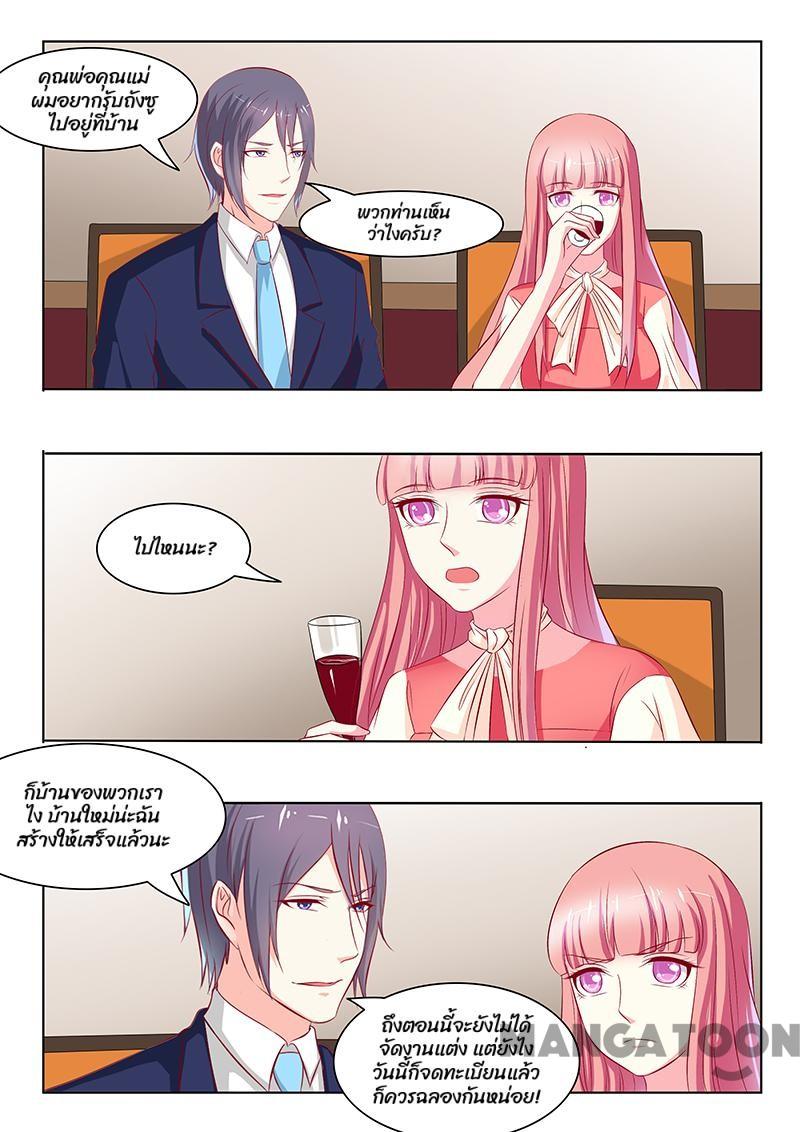 คุณพ่อคุณแม่
ผมอยากรับถังซู
ไปอยู่ที่บ้าน
พวกท่านเห็น
ว่าไงครับ?
ไปไหนนะ?
ก็บ้านของพวกเรา
ไง บ้านใหม่น่ะฉัน
สร้างให้เสร็จแล้วนะ
ถึงตอนนี้จะยังไม่ได้
จัดงานแต่ง แต่ยังไง
วันนี้ก็จดทะเบียนแล้ว
ก็ควรฉลองกันหน่อย!
MANGATOON